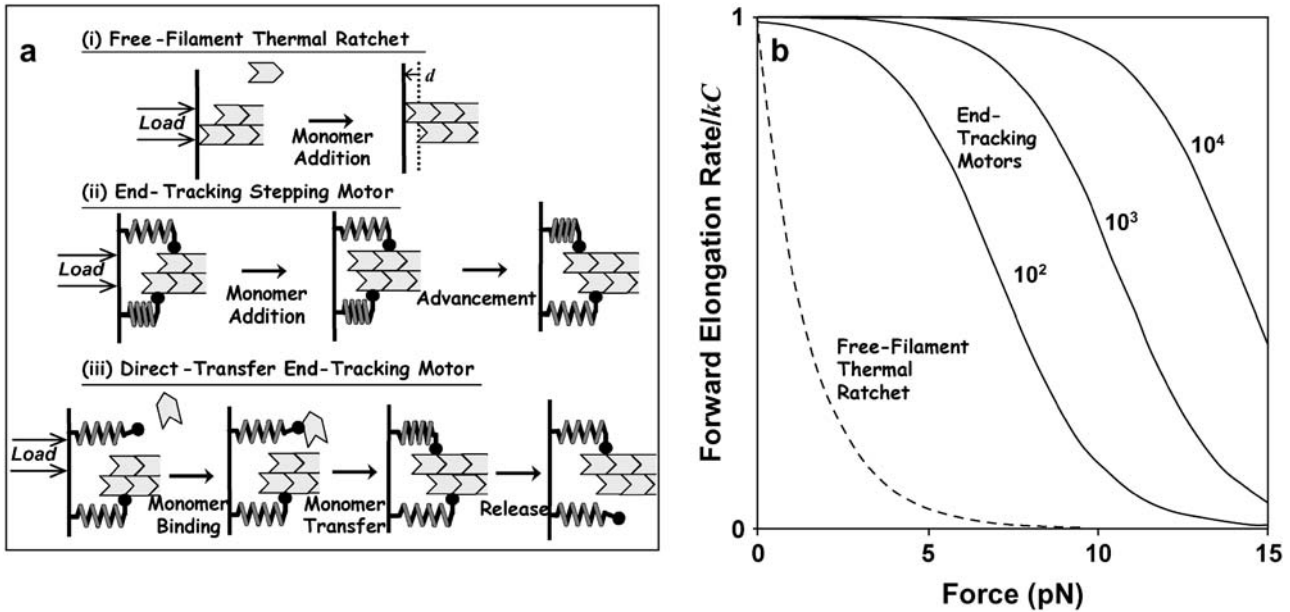 a
(i) Free-Filament Thermal Ratchet
d
Load
Monomer
Addition
(ii) End-Tracking Stepping Motor
Load
Monomer
Addition
Advancement
(iii) Direct-Transfer End-Tracking Motor
Load
Monomer
Binding
Monomer
Transfer
Release
b
Forward Elongation Rate/kC
1
0
End-
Tracking
Motors
10⁴
10³
10²
Free-Filament
Thermal
Ratchet
0 5 10 15
Force (pN)